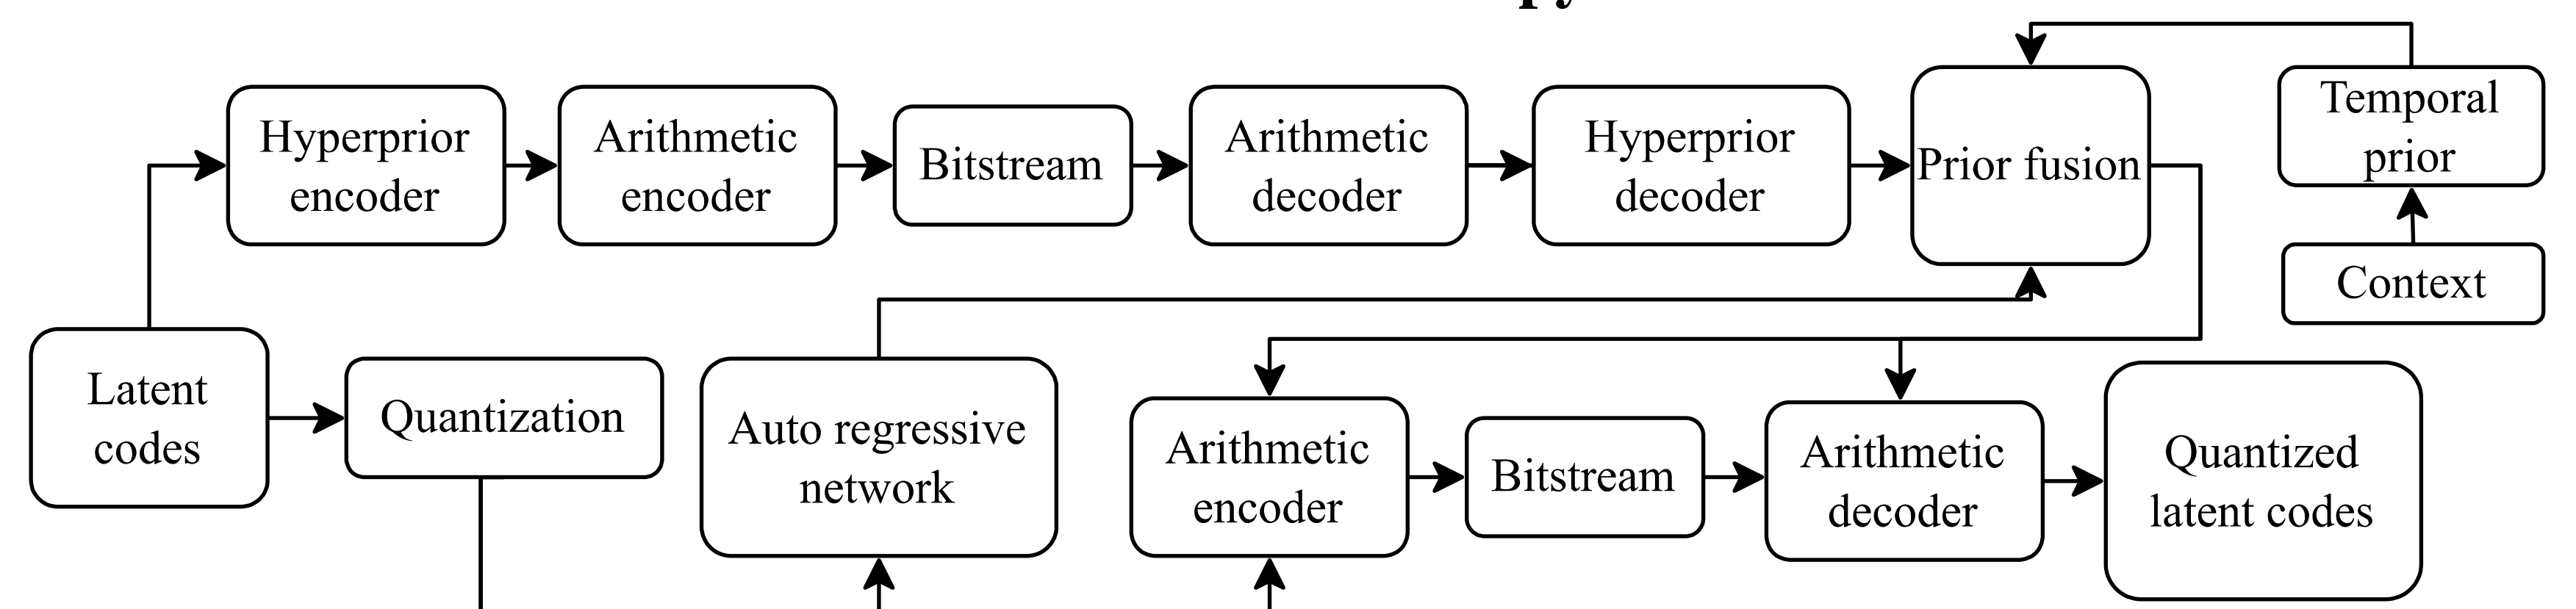 Hyperprior
encoder
Arithmetic
encoder
Bitstream
Arithmetic
decoder
Hyperprior
decoder
Prior fusion
Temporal
prior
Context
Latent
codes
Quantization
Auto regressive
network
Arithmetic
encoder
Bitstream
Arithmetic
decoder
Quantized
latent codes